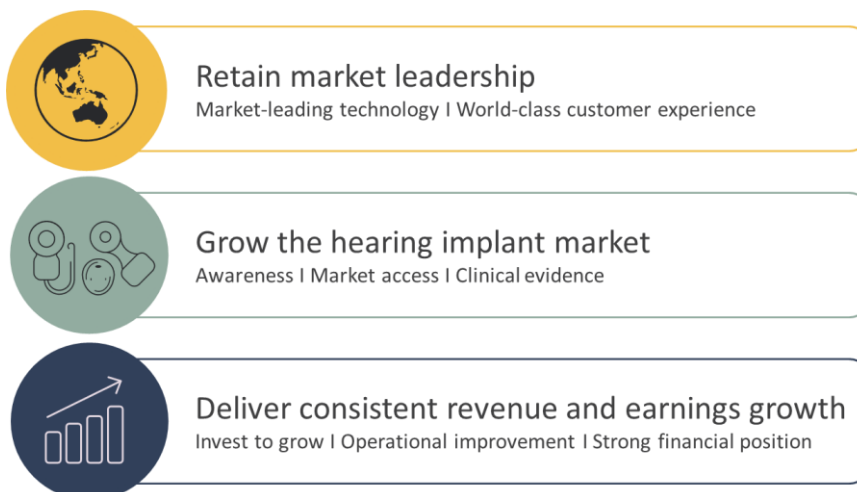 Retain market leadership
Market-leading technology I World-class customer experience
Grow the hearing implant market
Awareness I Market access I Clinical evidence
Deliver consistent revenue and earnings growth
Invest to grow I Operational improvement I Strong financial position